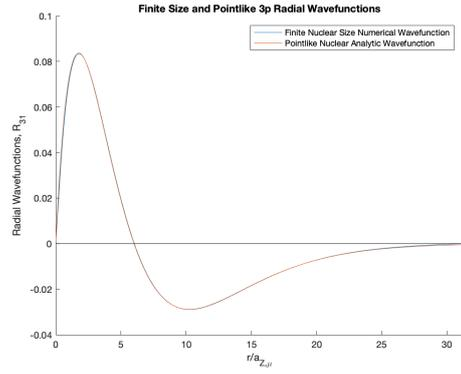 Finite Size and Pointlike 3p Radial Wavefunctions
Finite Nuclear Size Numerical Wavefunction
Pointlike Nuclear Analytic Wavefunction
Radial Wavefunctions, R31
0.1
0.08
0.06
0.04
0.02
0
-0.02
-0.04
0 5 10 15 20 25 30
r/aZ,μ